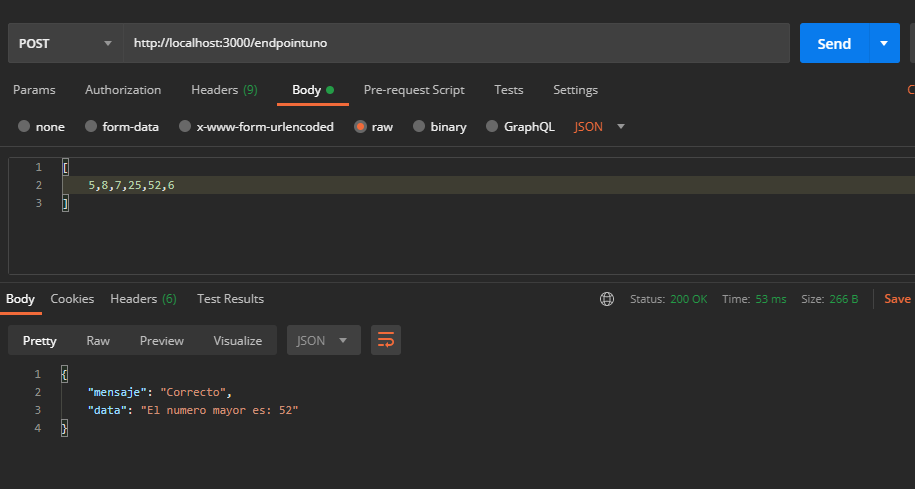 POST http://localhost:3000/endpointuno Send
Params Authorization Headers (9) Body Pre-request Script Tests Settings C
none form-data x-www-form-urlencoded raw binary GraphQL JSON
1 [
2 5,8,7,25,52,6
3 ]
Body Cookies Headers (6) Test Results Status: 200 OK Time: 53 ms Size: 266 B Save
Pretty Raw Preview Visualize JSON
1 {
2 "mensaje": "Correcto",
3 "data": "El numero mayor es: 52"
4 }